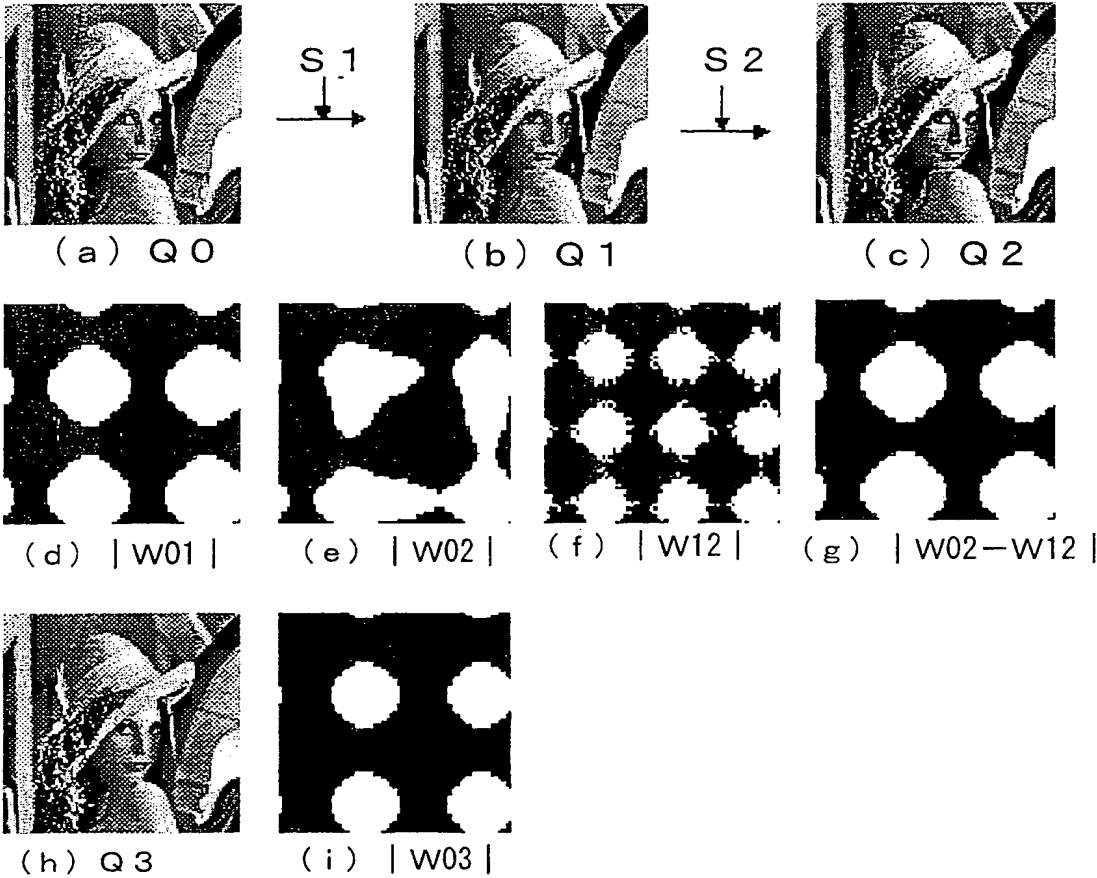 S 1
S 2
(a) Q0
(b) Q1
(c) Q2
(d) |W01|
(e) |W02|
(f) |W12|
(g) |W02−W12|
(h) Q3
(i) |W03|